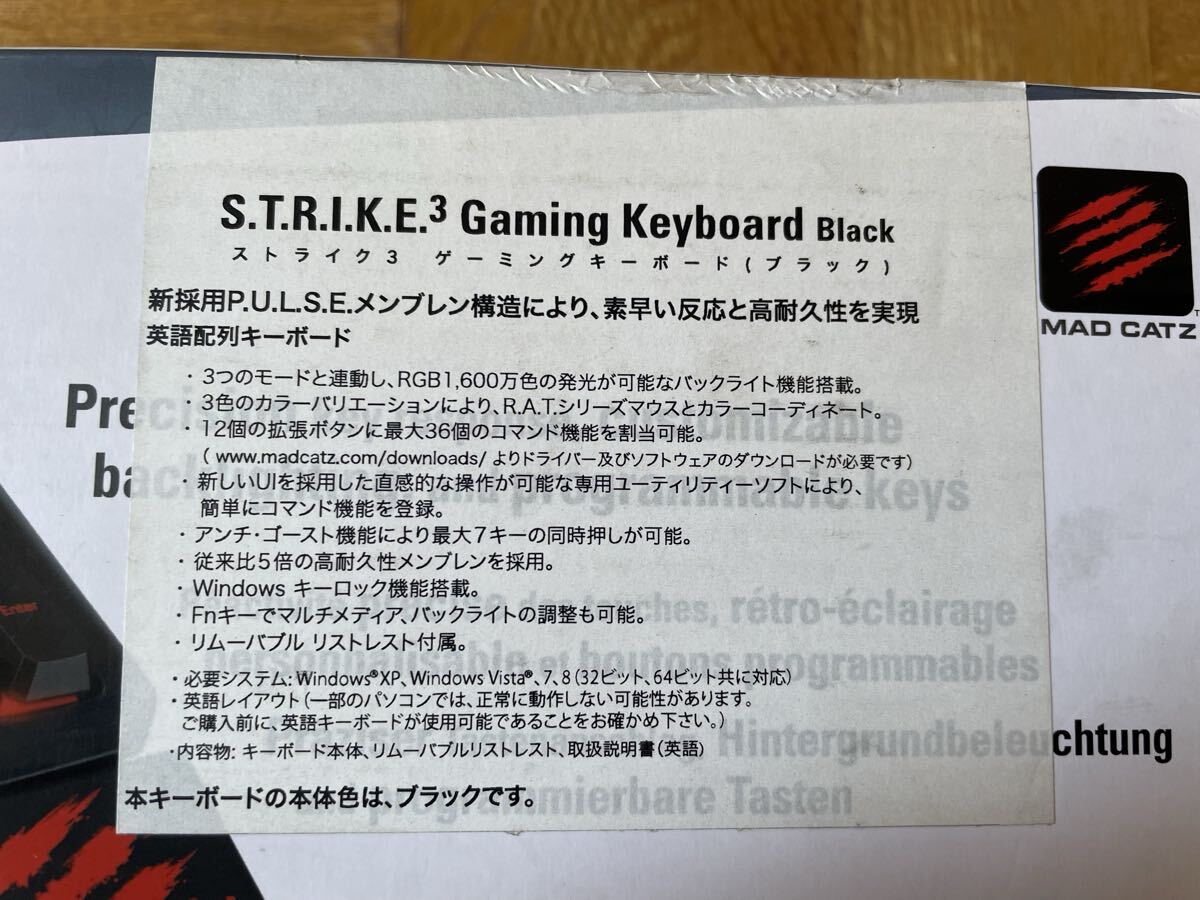 S.T.R.I.K.E.3 Gaming Keyboard Black
ストライク3 ゲーミングキーボード(ブラック)
新採用P.U.L.S.E.メンブレン構造により、素早い反応と高耐久性を実現
英語配列キーボード
・3つのモードと連動し、RGB1,600万色の発光が可能なバックライト機能搭載。
・3色のカラーバリエーションにより、R.A.T.シリーズマウスとカラーコーディネート。
・12個の拡張ボタンに最大36個のコマンド機能を割当可能。
( www.madcatz.com/downloads/ よりドライバー及びソフトウェアのダウンロードが必要です)
・新しいUIを採用した直感的な操作が可能な専用ユーティリティーソフトにより、
簡単にコマンド機能を登録。
・アンチ・ゴースト機能により最大7キーの同時押しが可能。
・従来比5倍の高耐久性メンブレンを採用。
・Windows キーロック機能搭載。
・Fnキーでマルチメディア、バックライトの調整も可能。
・リムーバブル リストレスト付属。
・必要システム: Windows®XP、Windows Vista®、7、8 (32ビット、64ビット共に対応)
・英語レイアウト (一部のパソコンでは、正常に動作しない可能性があります。
ご購入前に、英語キーボードが使用可能であることをお確かめ下さい。)
・内容物: キーボード本体、リムーバブルリストレスト、取扱説明書(英語)
本キーボードの本体色は、ブラックです。
MAD CATZ
TM
backlighting and programmable keys
des touches, rétro-éclairage
et boutons programmables
Hintergrundbeleuchtung
programmierbare Tasten
Enter